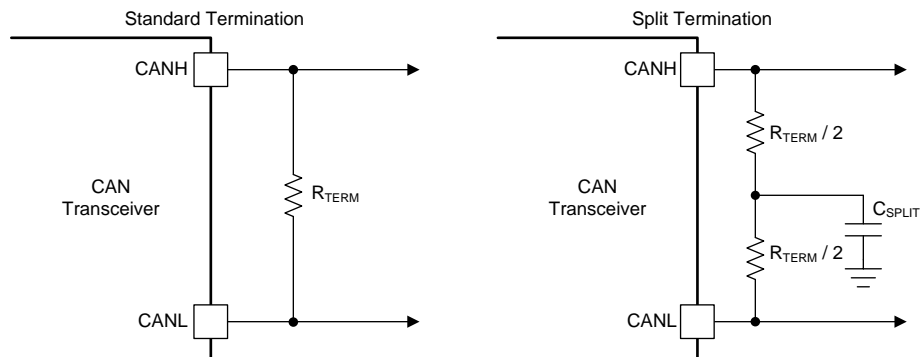 Standard Termination
CANH
CAN
Transceiver
RTERM
CANL
Split Termination
CANH
RTERM / 2
CAN
Transceiver
CSPLIT
RTERM / 2
CANL